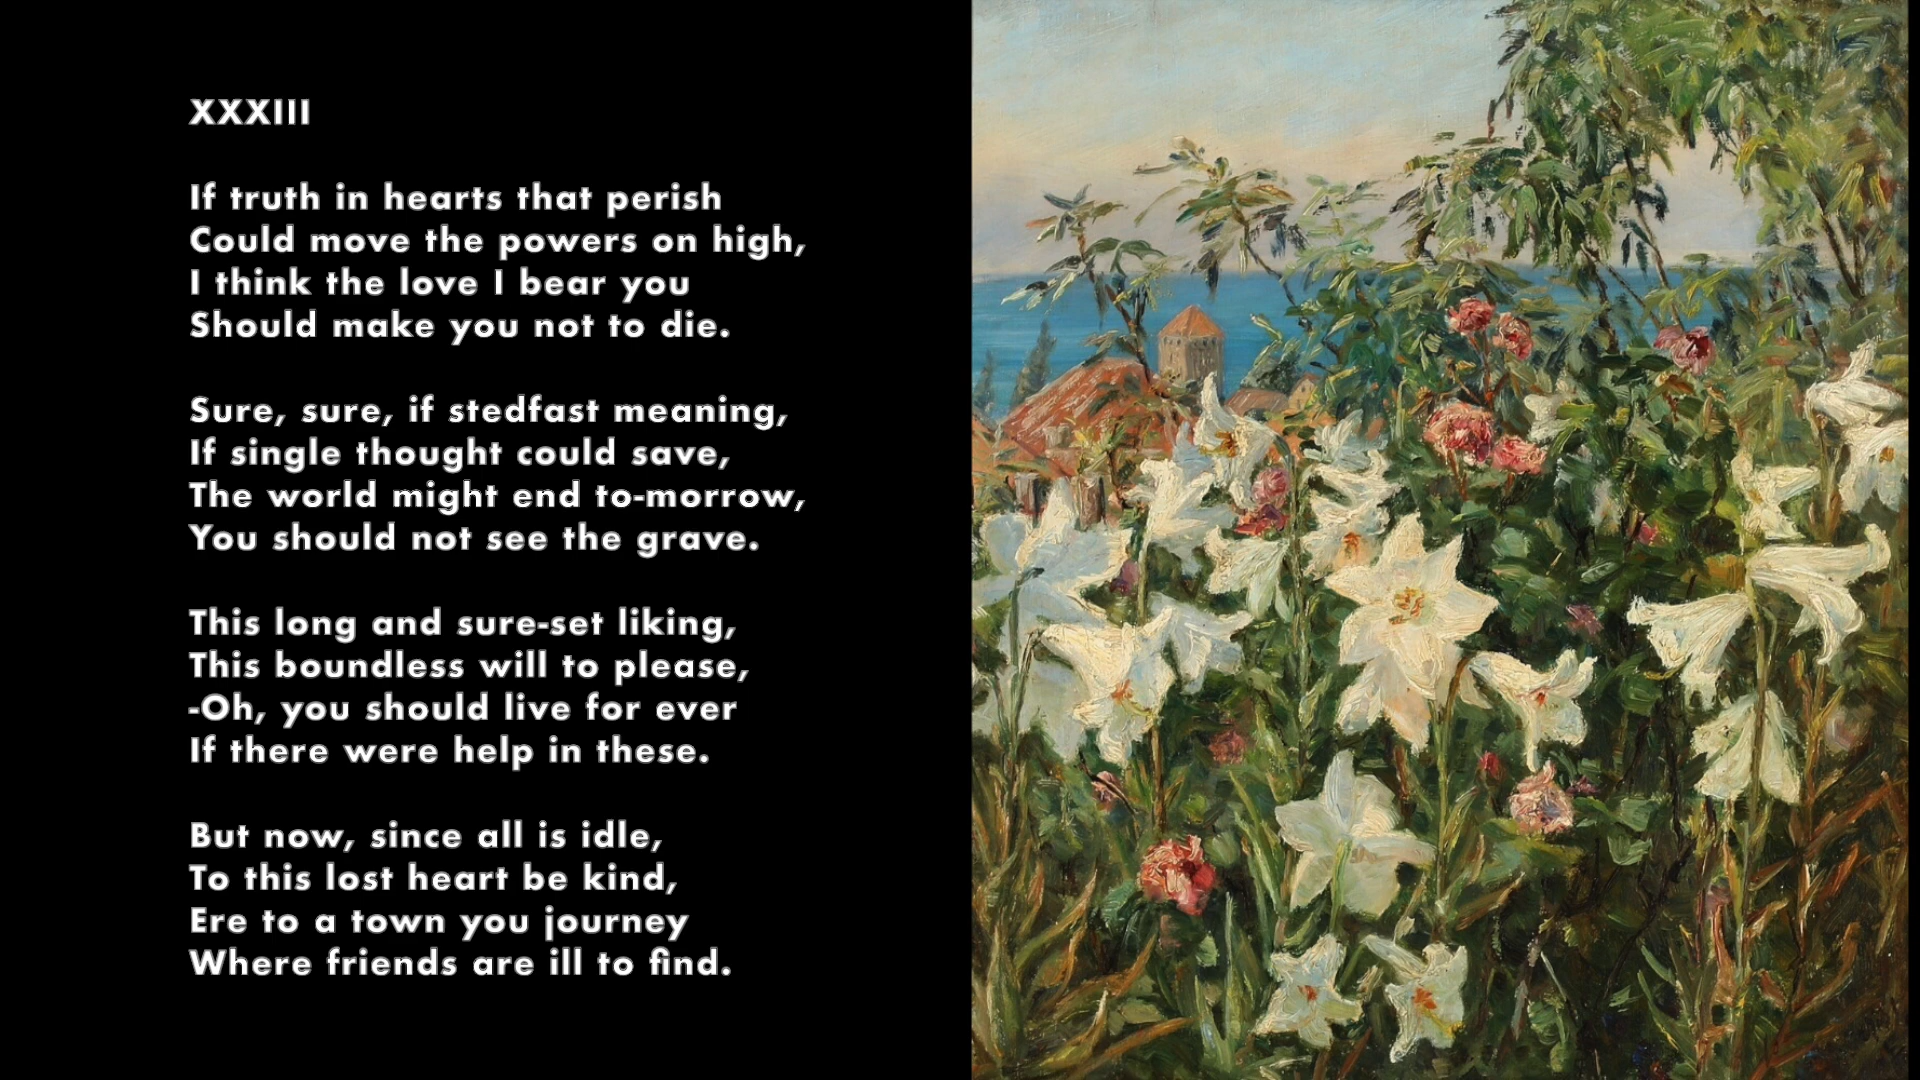 XXXIII
If truth in hearts that perish
Could move the powers on high,
I think the love I bear you
Should make you not to die.
Sure, sure, if stedfast meaning,
If single thought could save,
The world might end to-morrow,
You should not see the grave.
This long and sure-set liking,
This boundless will to please,
-Oh, you should live for ever
If there were help in these.
But now, since all is idle,
To this lost heart be kind,
Ere to a town you journey
Where friends are ill to find.